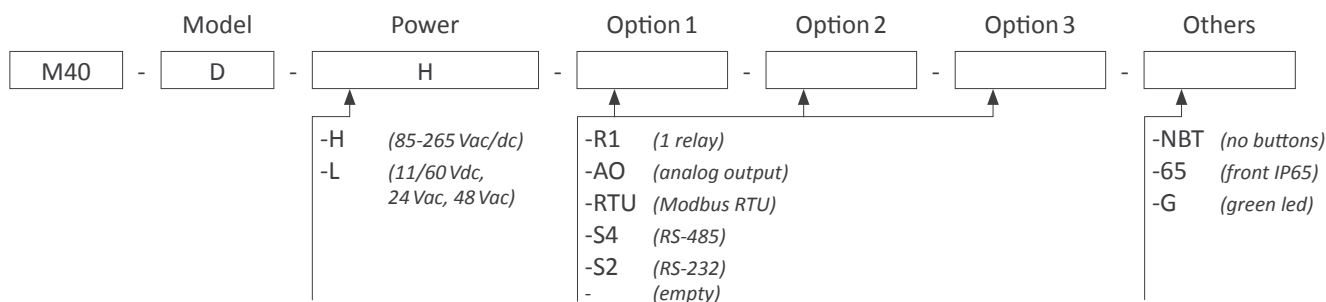 Model Power Option 1 Option 2 Option 3 Others
M40 - D - H - - - -
-H (85-265 Vac/dc) -R1 (1 relay) -NBT (no buttons)
-L (11/60 Vdc, -AO (analog output) -65 (front IP65)
24 Vac, 48 Vac) -RTU (Modbus RTU) -G (green led)
-S4 (RS-485)
-S2 (RS-232)
- (empty)